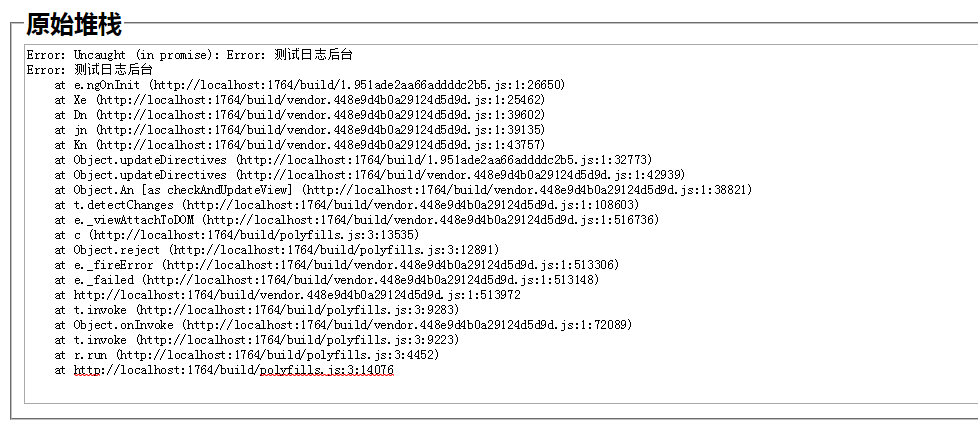 原始堆栈
Error: Uncaught (in promise): Error: 测试日志后台
Error: 测试日志后台
at e.ngOnInit (http://localhost:1764/build/1.951ade2aa66addddc2b5.js:1:26650)
at Xe (http://localhost:1764/build/vendor.448e9d4b0a29124d5d9d.js:1:25462)
at Dn (http://localhost:1764/build/vendor.448e9d4b0a29124d5d9d.js:1:39602)
at jn (http://localhost:1764/build/vendor.448e9d4b0a29124d5d9d.js:1:39135)
at Kn (http://localhost:1764/build/vendor.448e9d4b0a29124d5d9d.js:1:43757)
at Object.updateDirectives (http://localhost:1764/build/1.951ade2aa66addddc2b5.js:1:32773)
at Object.updateDirectives (http://localhost:1764/build/vendor.448e9d4b0a29124d5d9d.js:1:42939)
at Object.An [as checkAndUpdateView] (http://localhost:1764/build/vendor.448e9d4b0a29124d5d9d.js:1:38821)
at t.detectChanges (http://localhost:1764/build/vendor.448e9d4b0a29124d5d9d.js:1:108603)
at e._viewAttachToDOM (http://localhost:1764/build/vendor.448e9d4b0a29124d5d9d.js:1:516736)
at c (http://localhost:1764/build/polyfills.js:3:13535)
at Object.reject (http://localhost:1764/build/polyfills.js:3:12891)
at e._fireError (http://localhost:1764/build/vendor.448e9d4b0a29124d5d9d.js:1:513306)
at e._failed (http://localhost:1764/build/vendor.448e9d4b0a29124d5d9d.js:1:513148)
at http://localhost:1764/build/vendor.448e9d4b0a29124d5d9d.js:1:513972
at t.invoke (http://localhost:1764/build/polyfills.js:3:9283)
at Object.onInvoke (http://localhost:1764/build/vendor.448e9d4b0a29124d5d9d.js:1:72089)
at t.invoke (http://localhost:1764/build/polyfills.js:3:9223)
at r.run (http://localhost:1764/build/polyfills.js:3:4452)
at http://localhost:1764/build/polyfills.js:3:14076